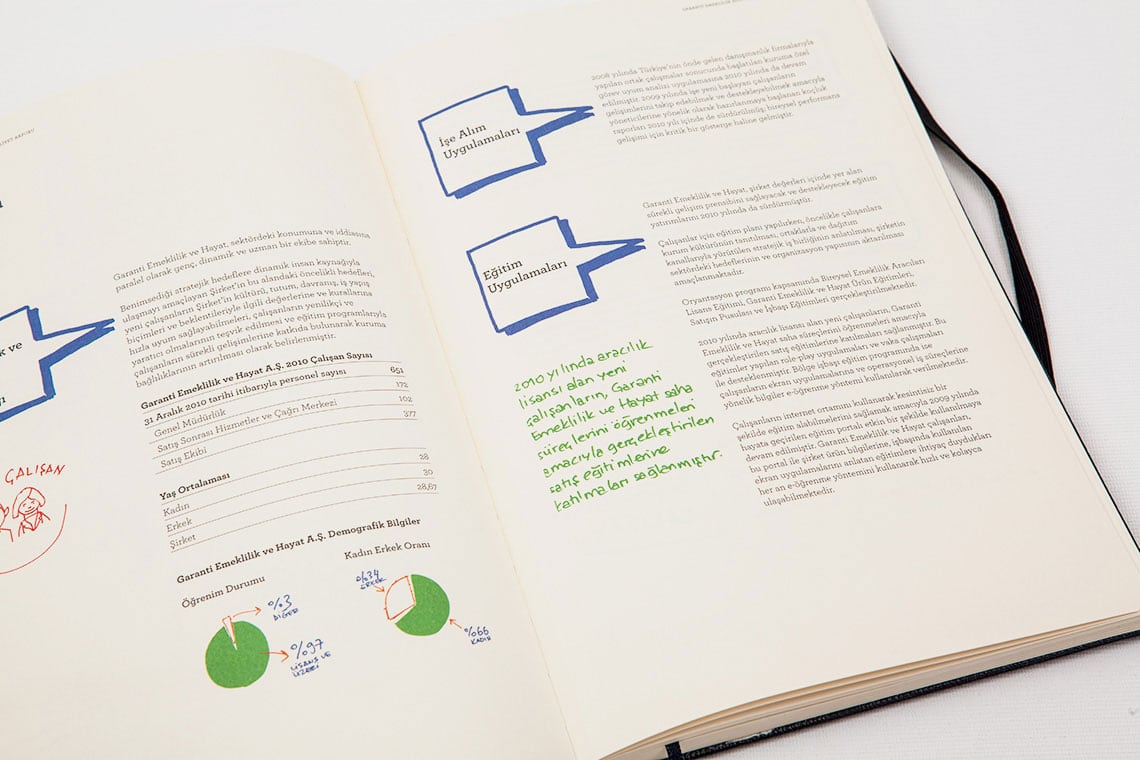 Garanti Emeklilik ve Hayat, sektördeki konumuna ve iddiasına
paralel olarak genç, dinamik ve uzman bir ekibe sahiptir.
Benimsediği stratejik hedeflere dinamik insan kaynağıyla
ulaşmayı amaçlayan Şirket'in bu alandaki öncelikli hedefleri,
yeni çalışanların Şirket'in kültürü, tutum, davranış, iş yapış
biçimleri ve beklentileriyle ilgili değerlerine ve kurallarına
hızla uyum sağlayabilmeleri, çalışanların yenilikçi ve
yaratıcı olmalarının teşvik edilmesi ve eğitim programlarıyla
çalışanların sürekli gelişimlerine katkıda bulunarak kuruma
bağlılıklarının artırılması olarak belirlenmiştir.
k ve
ÇALIŞAN
Garanti Emeklilik ve Hayat A.Ş. 2010 Çalışan Sayısı
31 Aralık 2010 tarihi itibarıyla personel sayısı 651
Genel Müdürlük 172
Satış Sonrası Hizmetler ve Çağrı Merkezi 102
Satış Ekibi 377
Yaş Ortalaması
Kadın 28
Erkek 30
Şirket 28,67
Garanti Emeklilik ve Hayat A.Ş. Demografik Bilgiler
Öğrenim Durumu
%3
DİĞER
%97
LİSANS VE
ÜZERİ
Kadın Erkek Oranı
%34
ERKEK
%66
KADIN
İşe Alım
Uygulamaları
2008 yılında Türkiye'nin önde gelen danışmanlık firmalarıyla
yapılan ortak çalışmalar sonucunda başlatılan kuruma özel
görev uyum analizi uygulamasına 2010 yılında da devam
edilmiştir. 2009 yılında işe yeni başlayan çalışanların
gelişimlerini takip edebilmek ve destekleyebilmek amacıyla
yöneticilerine yönelik olarak hazırlanmaya başlanan koçluk
raporları 2010 yılı içinde de sürdürülmüş; bireysel performans
gelişimi için kritik bir gösterge haline gelmiştir.
Eğitim
Uygulamaları
Garanti Emeklilik ve Hayat, şirket değerleri içinde yer alan
sürekli gelişim prensibini sağlayacak ve destekleyecek eğitim
yatırımlarını 2010 yılında da sürdürmüştür.
Çalışanlar için eğitim planı yapılırken, öncelikle çalışanlara
kurum kültürünün tanıtılması, ortaklarla ve dağıtım
kanallarıyla yürütülen stratejik iş birliğinin anlatılması, şirketin
sektördeki hedeflerinin ve organizasyon yapısının aktarılması
amaçlanmaktadır.
Oryantasyon programı kapsamında Bireysel Emeklilik Aracıları
Lisans Eğitimi, Garanti Emeklilik ve Hayat Ürün Eğitimleri,
Satışın Pusulası ve İşbaşı Eğitimleri gerçekleştirilmektedir.
2010 yılında aracılık lisansı alan yeni çalışanların, Garanti
Emeklilik ve Hayat saha süreçlerini öğrenmeleri amacıyla
gerçekleştirilen satış eğitimlerine katılmaları sağlanmıştır. Bu
eğitimler yapılan role play uygulamaları ve vaka çalışmaları
ile desteklenmiştir. Bölge işbaşı eğitim programında ise
çalışanların ekran uygulamalarına ve operasyonel iş süreçlerine
yönelik bilgiler e-öğrenme yöntemi kullanılarak verilmektedir.
Çalışanların internet ortamını kullanarak kesintisiz bir
şekilde eğitim alabilmelerini sağlamak amacıyla 2009 yılında
hayata geçirilen eğitim portalı etkin bir şekilde kullanılmaya
devam edilmiştir. Garanti Emeklilik ve Hayat çalışanları,
bu portal ile şirket ürün bilgilerine, işbaşında kullanılan
ekran uygulamalarını anlatan eğitimlere ihtiyaç duydukları
her an e-öğrenme yöntemini kullanarak hızlı ve kolayca
ulaşabilmektedir.
2010 yılında aracılık
lisansı alan yeni
çalışanların, Garanti
Emeklilik ve Hayat saha
süreçlerini öğrenmeleri
amacıyla gerçekleştirilen
satış eğitimlerine
katılmaları sağlanmıştır.